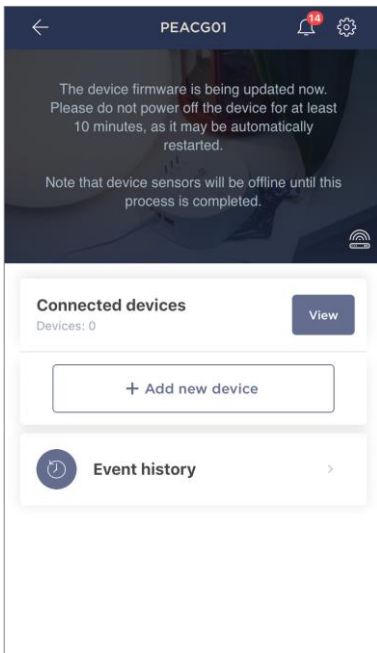 PEACG01
14
The device firmware is being updated now.
Please do not power off the device for at least
10 minutes, as it may be automatically
restarted.
Note that device sensors will be offline until this
process is completed.
Connected devices
Devices: 0
View
+ Add new device
Event history